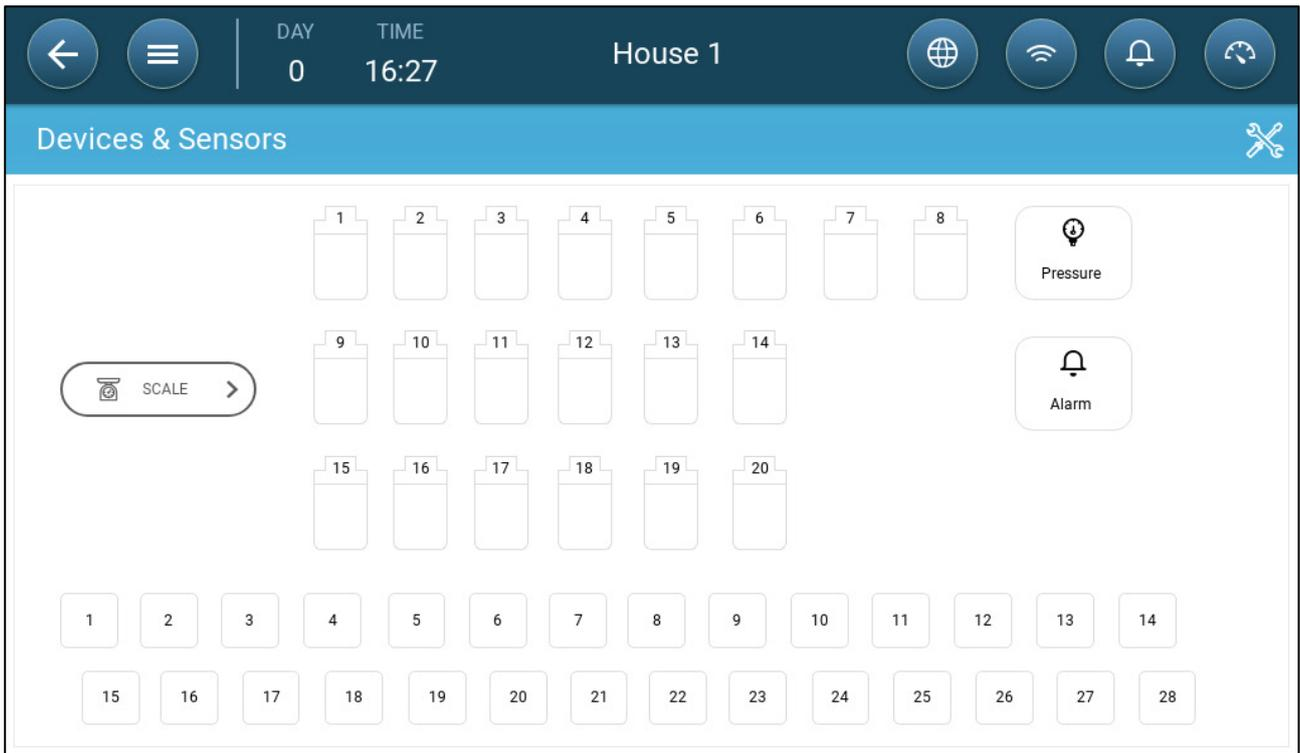 DAY TIME
0 16:27 House 1
Devices & Sensors
1 2 3 4 5 6 7 8
Pressure
9 10 11 12 13 14
SCALE
Alarm
15 16 17 18 19 20
1 2 3 4 5 6 7 8 9 10 11 12 13 14
15 16 17 18 19 20 21 22 23 24 25 26 27 28